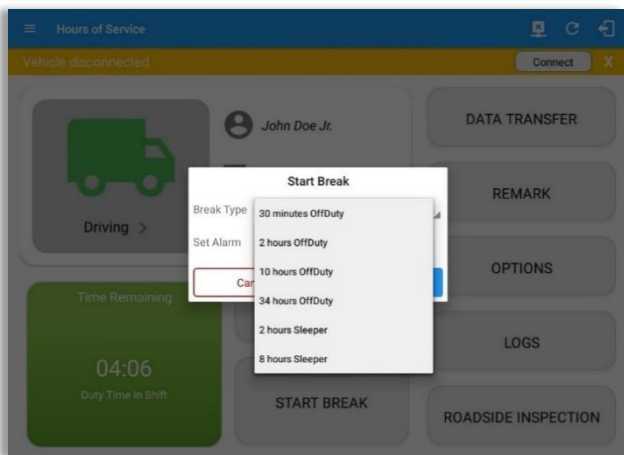 Hours of Service
Vehicle disconnected
Connect
X
John Doe Jr.
Driving >
Time Remaining
04:06
Duty Time In Shift
Start Break
Break Type
Set Alarm
30 minutes OffDuty
2 hours OffDuty
10 hours OffDuty
34 hours OffDuty
2 hours Sleeper
8 hours Sleeper
START BREAK
DATA TRANSFER
REMARK
OPTIONS
LOGS
ROADSIDE INSPECTION